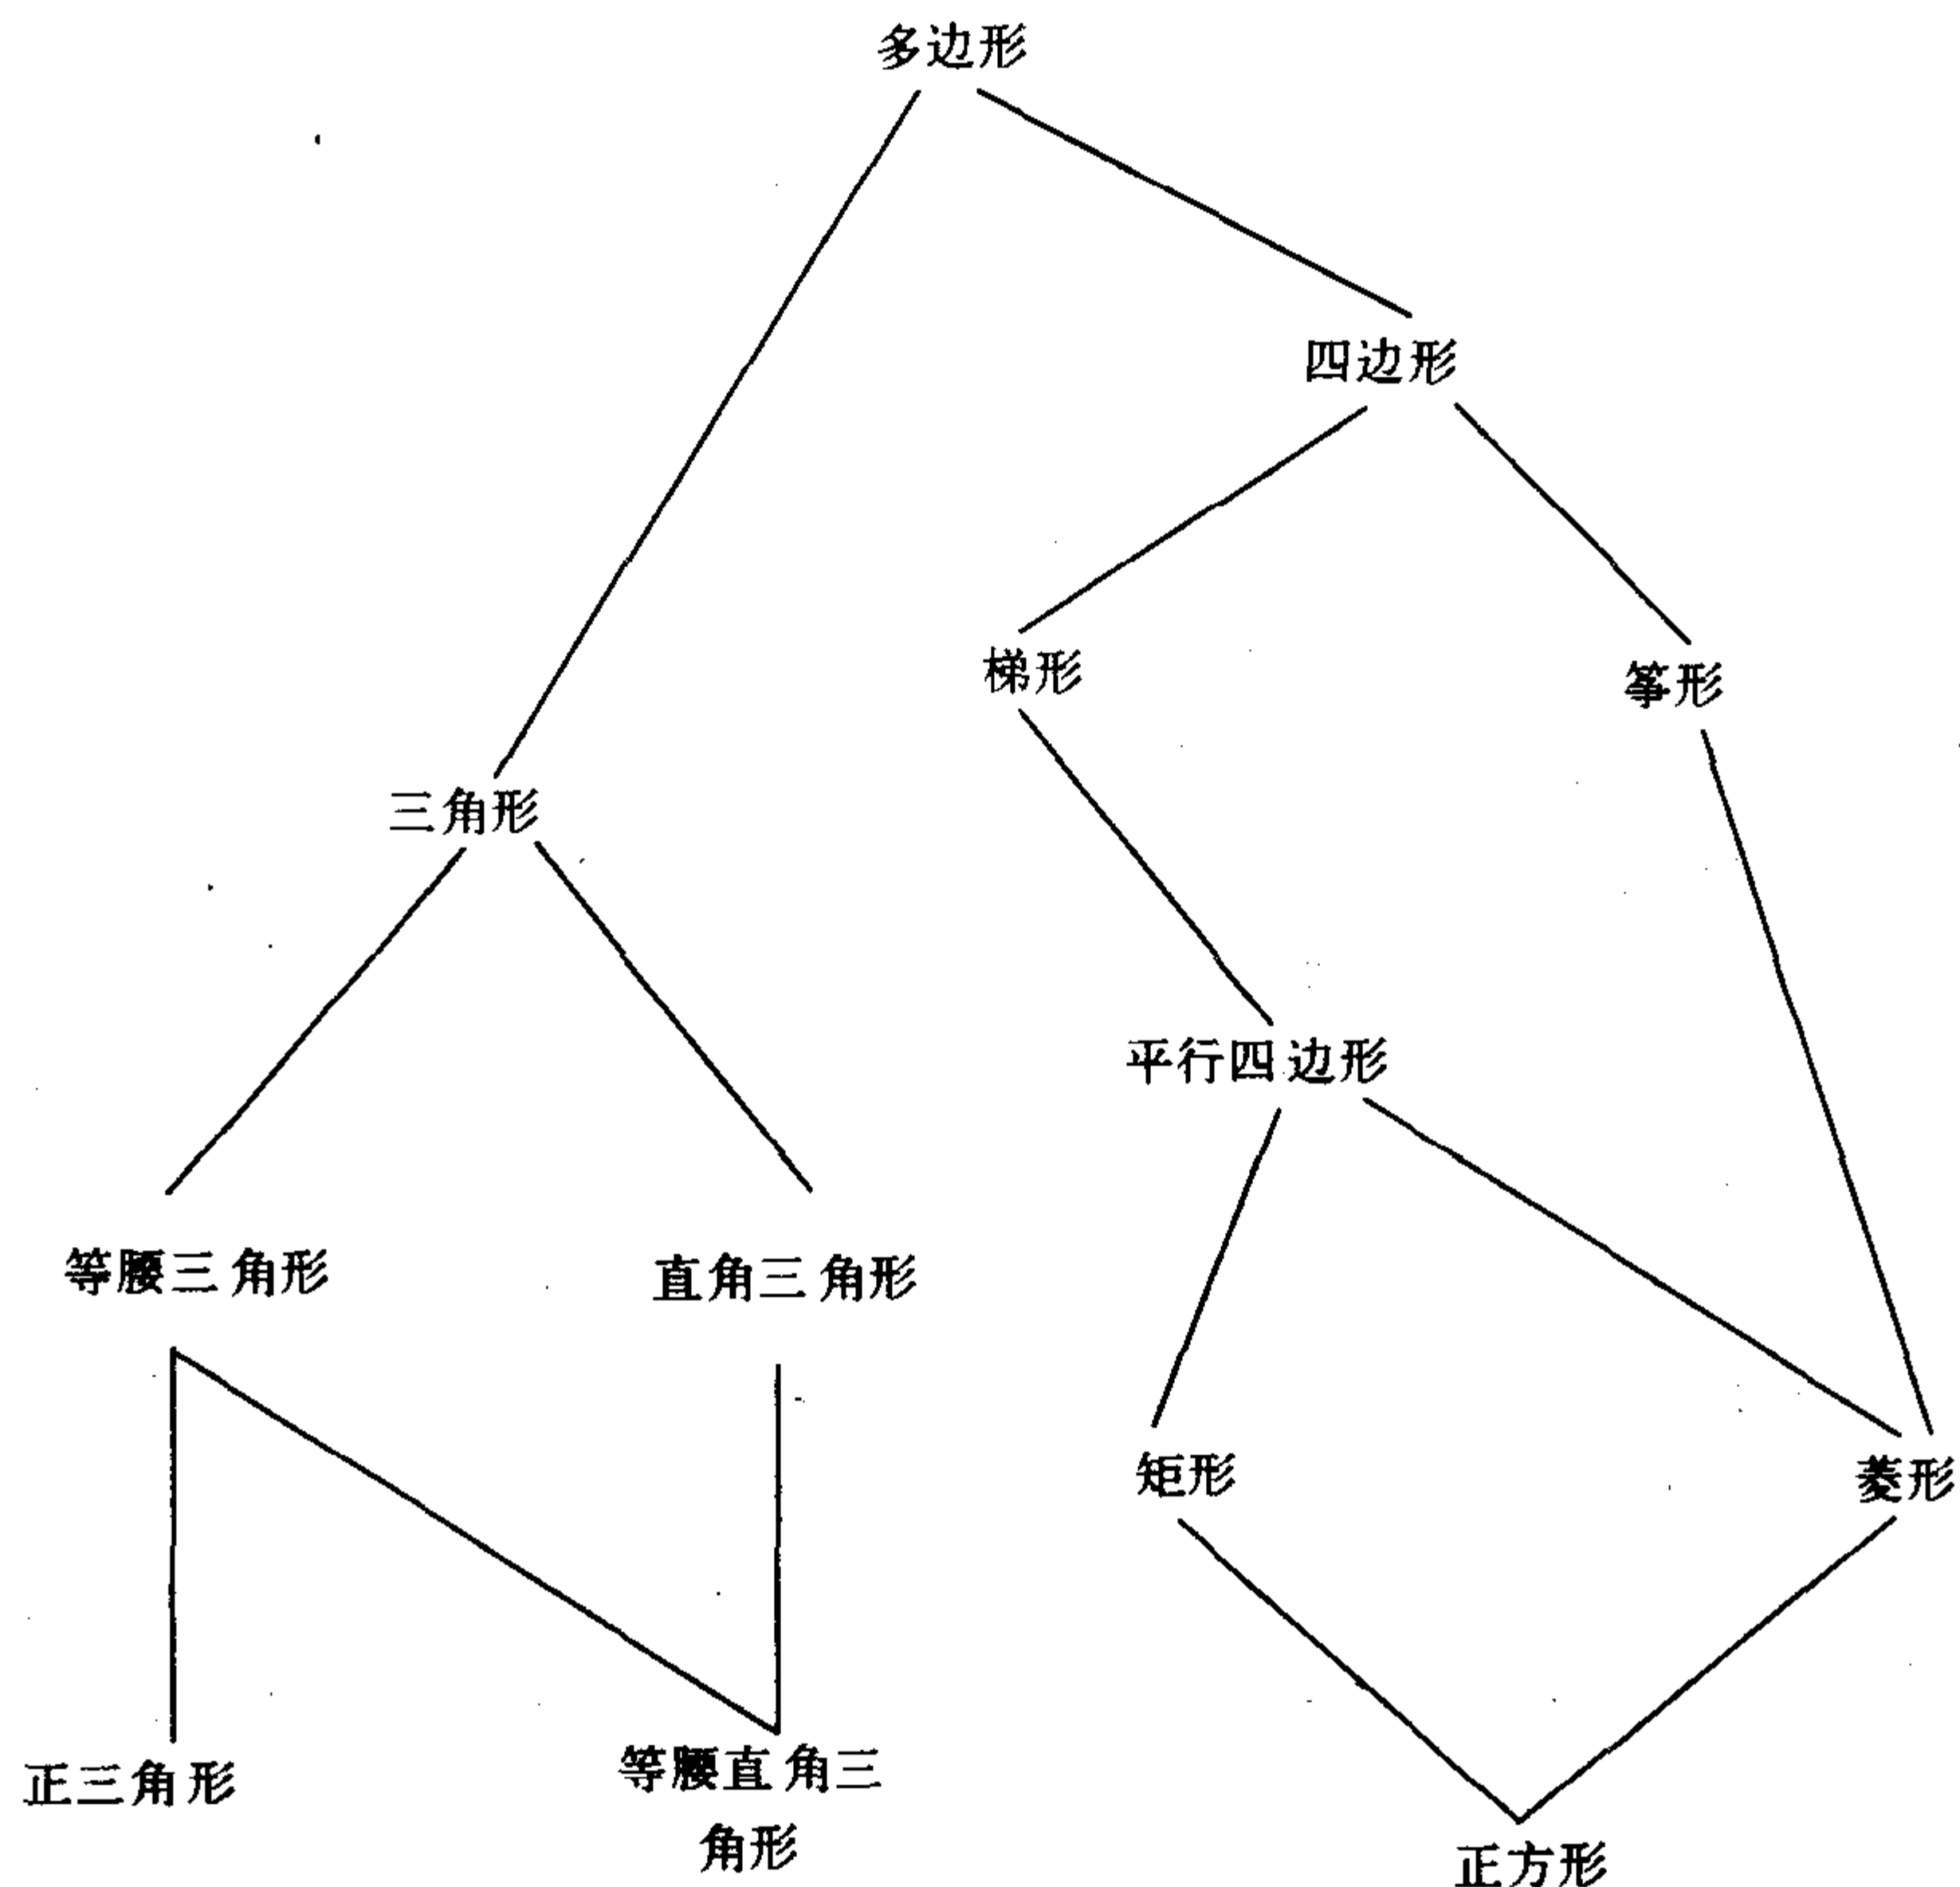 多边形
四边形
梯形
筝形
三角形
平行四边形
等腰三角形
直角三角形
矩形
菱形
正三角形
等腰直角三
角形
正方形